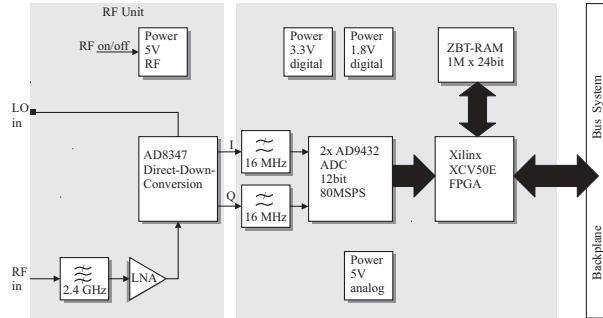 RF Unit
RF on/off
Power
5V
RF
Power
3.3V
digital
Power
1.8V
digital
ZBT-RAM
1M x 24bit
LO
in
AD8347
Direct-Down-
Conversion
I
16 MHz
Q
16 MHz
2x AD9432
ADC
12bit
80MSPS
Xilinx
XCV50E
FPGA
Bus System
Backplane
RF
in
2.4 GHz
LNA
Power
5V
analog